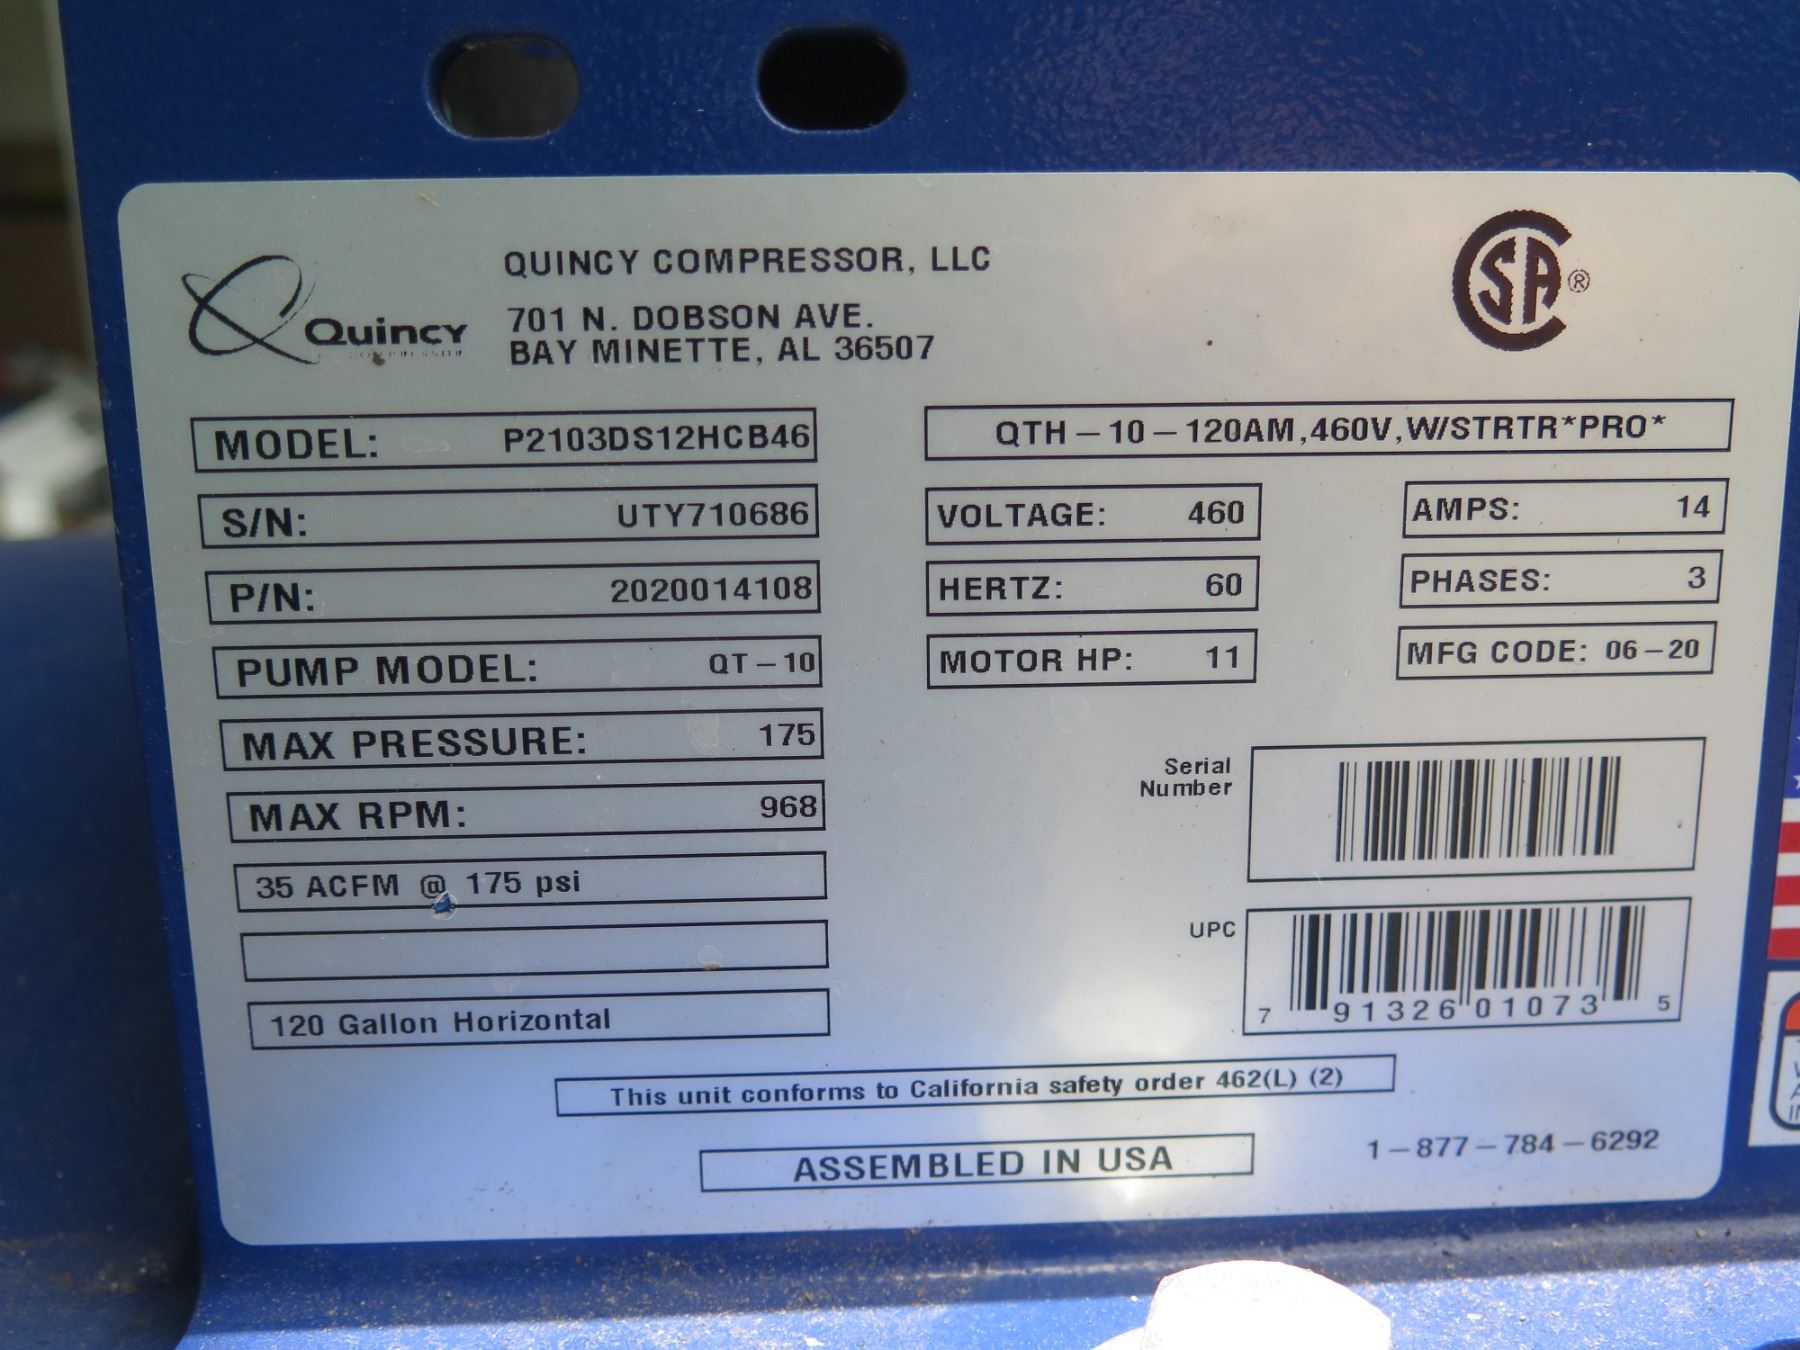 QUINCY COMPRESSOR, LLC
Quincy
COMPRESSOR
701 N. DOBSON AVE.
BAY MINETTE, AL 36507
CSA®
MODEL: P2103DS12HCB46
QTH-10-120AM,460V,W/STRTR*PRO*
S/N: UTY710686
VOLTAGE: 460
AMPS: 14
P/N: 2020014108
HERTZ: 60
PHASES: 3
PUMP MODEL: QT-10
MOTOR HP: 11
MFG CODE: 06-20
MAX PRESSURE: 175
MAX RPM: 968
35 ACFM @ 175 psi
120 Gallon Horizontal
Serial
Number
UPC
7 91326 01073 5
This unit conforms to California safety order 462(L) (2)
ASSEMBLED IN USA
1-877-784-6292